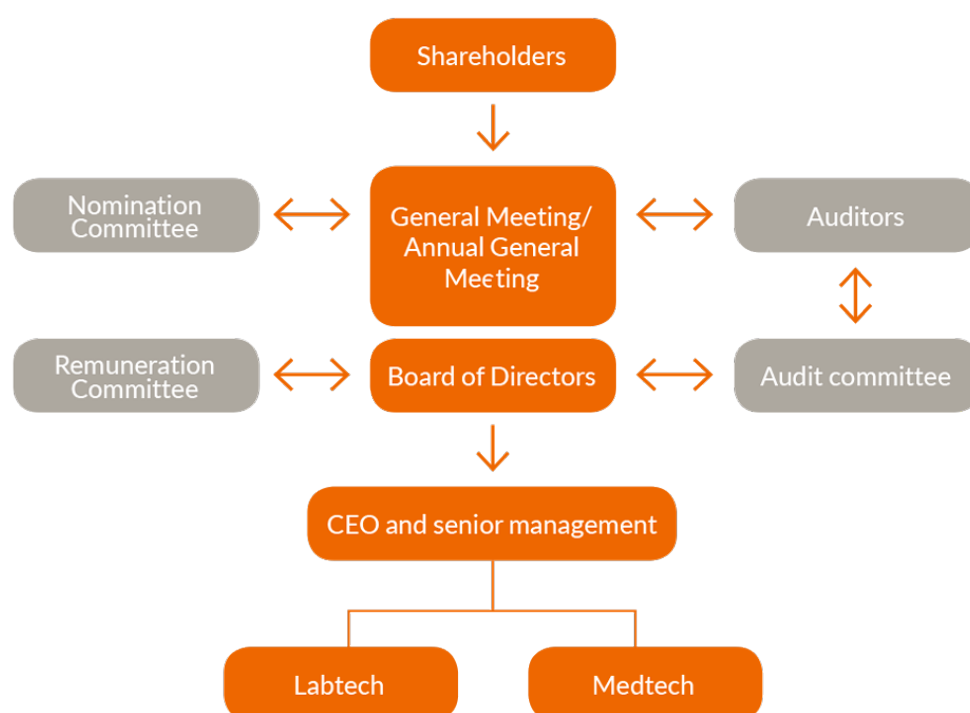 Shareholders
Nomination
Committee
General Meeting/
Annual General
Meeting
Auditors
Remuneration
Committee
Board of Directors
Audit committee
CEO and senior management
Labtech
Medtech